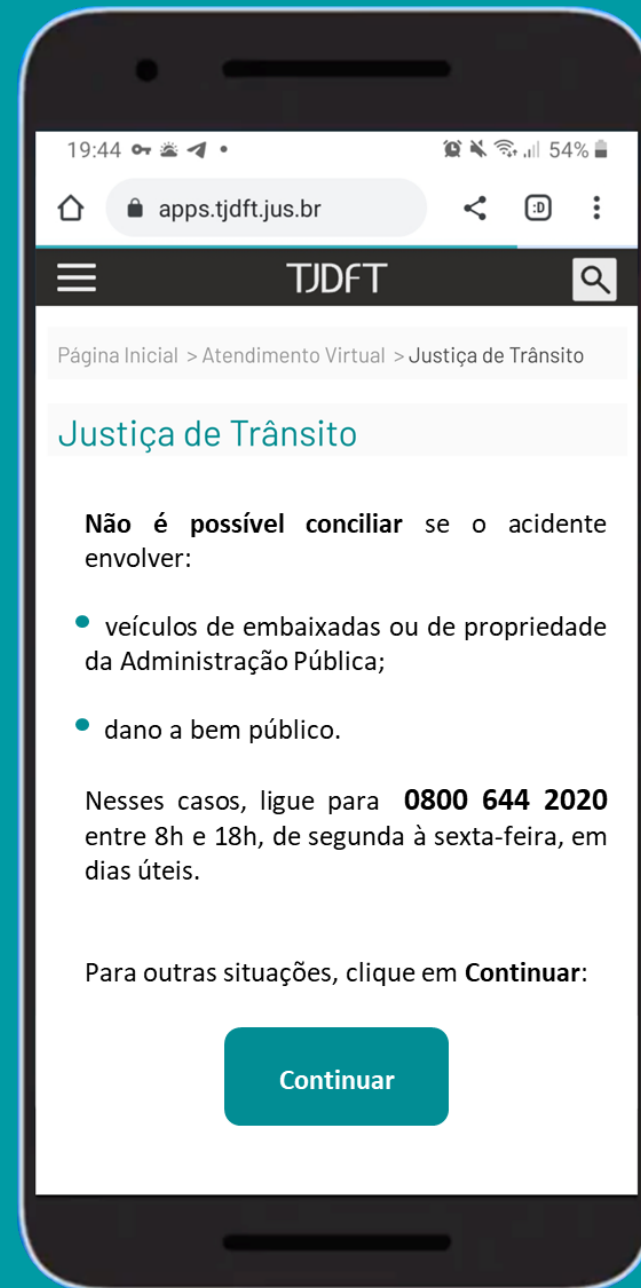 19:44
54%
apps.tjdft.jus.br
:D
TJDFT
Página Inicial > Atendimento Virtual > Justiça de Trânsito
Justiça de Trânsito
Não é possível conciliar se o acidente
envolver:
• veículos de embaixadas ou de propriedade
da Administração Pública;
• dano a bem público.
Nesses casos, ligue para 0800 644 2020
entre 8h e 18h, de segunda à sexta-feira, em
dias úteis.
Para outras situações, clique em Continuar:
Continuar